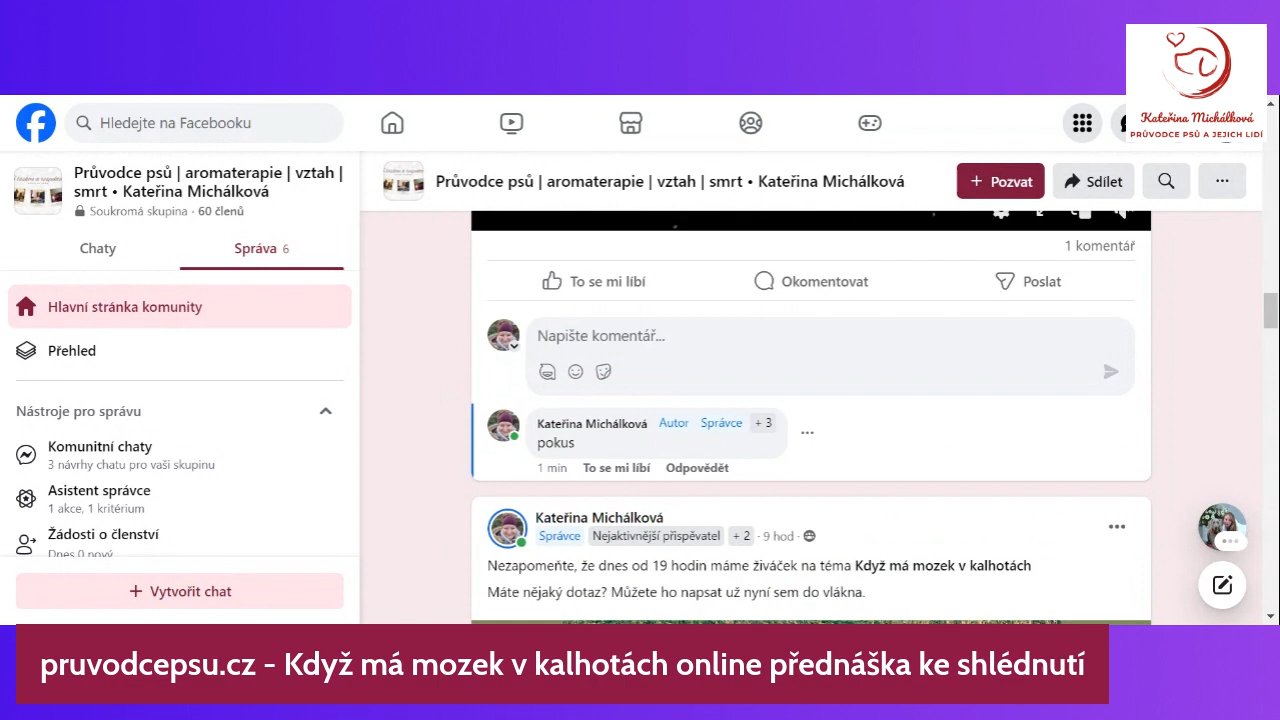 Hledejte na Facebooku
Kateřina Michálková
PRŮVODCE PSŮ A JEJICH LIDÍ
Průvodce psů | aromaterapie | vztah |
smrt • Kateřina Michálková
Soukromá skupina · 60 členů
Chaty
Správa 6
Hlavní stránka komunity
Přehled
Nástroje pro správu
Komunitní chaty
3 návrhy chatu pro vaši skupinu
Asistent správce
1 akce, 1 kritérium
Žádosti o členství
Dnes 0 nový
+ Vytvořit chat
Průvodce psů | aromaterapie | vztah | smrt • Kateřina Michálková
+ Pozvat
Sdílet
1 komentář
To se mi líbí
Okomentovat
Poslat
Napište komentář...
Kateřina Michálková Autor Správce + 3
pokus
1 min To se mi líbí Odpovědět
Kateřina Michálková
Správce Nejaktivnější přispěvatel + 2 · 9 hod ·
Nezapomeňte, že dnes od 19 hodin máme živáček na téma Když má mozek v kalhotách
Máte nějaký dotaz? Můžete ho napsat už nyní sem do vlákna.
pruvodcepsu.cz - Když má mozek v kalhotách online přednáška ke shlédnutí